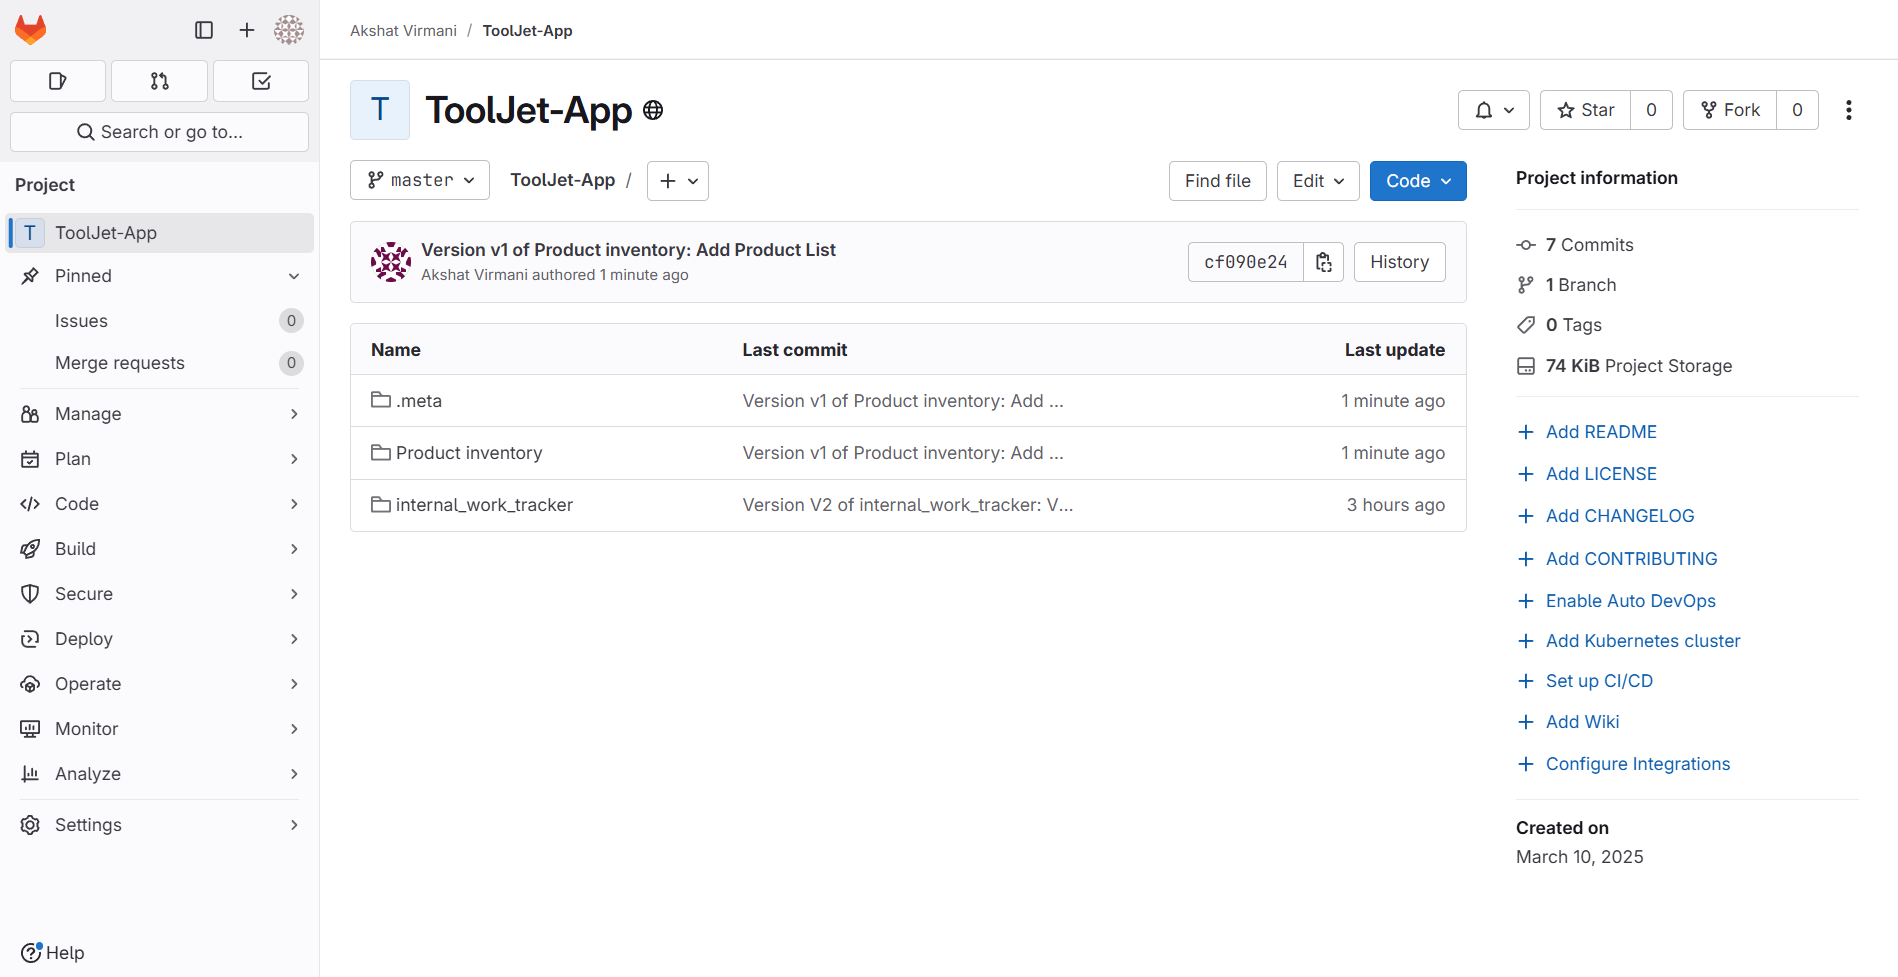 Akshat Virmani / ToolJet-App
Search or go to...
Project
T ToolJet-App
Pinned
Issues 0
Merge requests 0
Manage
Plan
Code
Build
Secure
Deploy
Operate
Monitor
Analyze
Settings
Help
T ToolJet-App
Star 0
Fork 0
master
ToolJet-App /
Find file
Edit
Code
Version v1 of Product inventory: Add Product List
Akshat Virmani authored 1 minute ago
cf090e24
History
Name Last commit Last update
.meta Version v1 of Product inventory: Add ... 1 minute ago
Product inventory Version v1 of Product inventory: Add ... 1 minute ago
internal_work_tracker Version V2 of internal_work_tracker: V... 3 hours ago
Project information
7 Commits
1 Branch
0 Tags
74 KiB Project Storage
Add README
Add LICENSE
Add CHANGELOG
Add CONTRIBUTING
Enable Auto DevOps
Add Kubernetes cluster
Set up CI/CD
Add Wiki
Configure Integrations
Created on
March 10, 2025